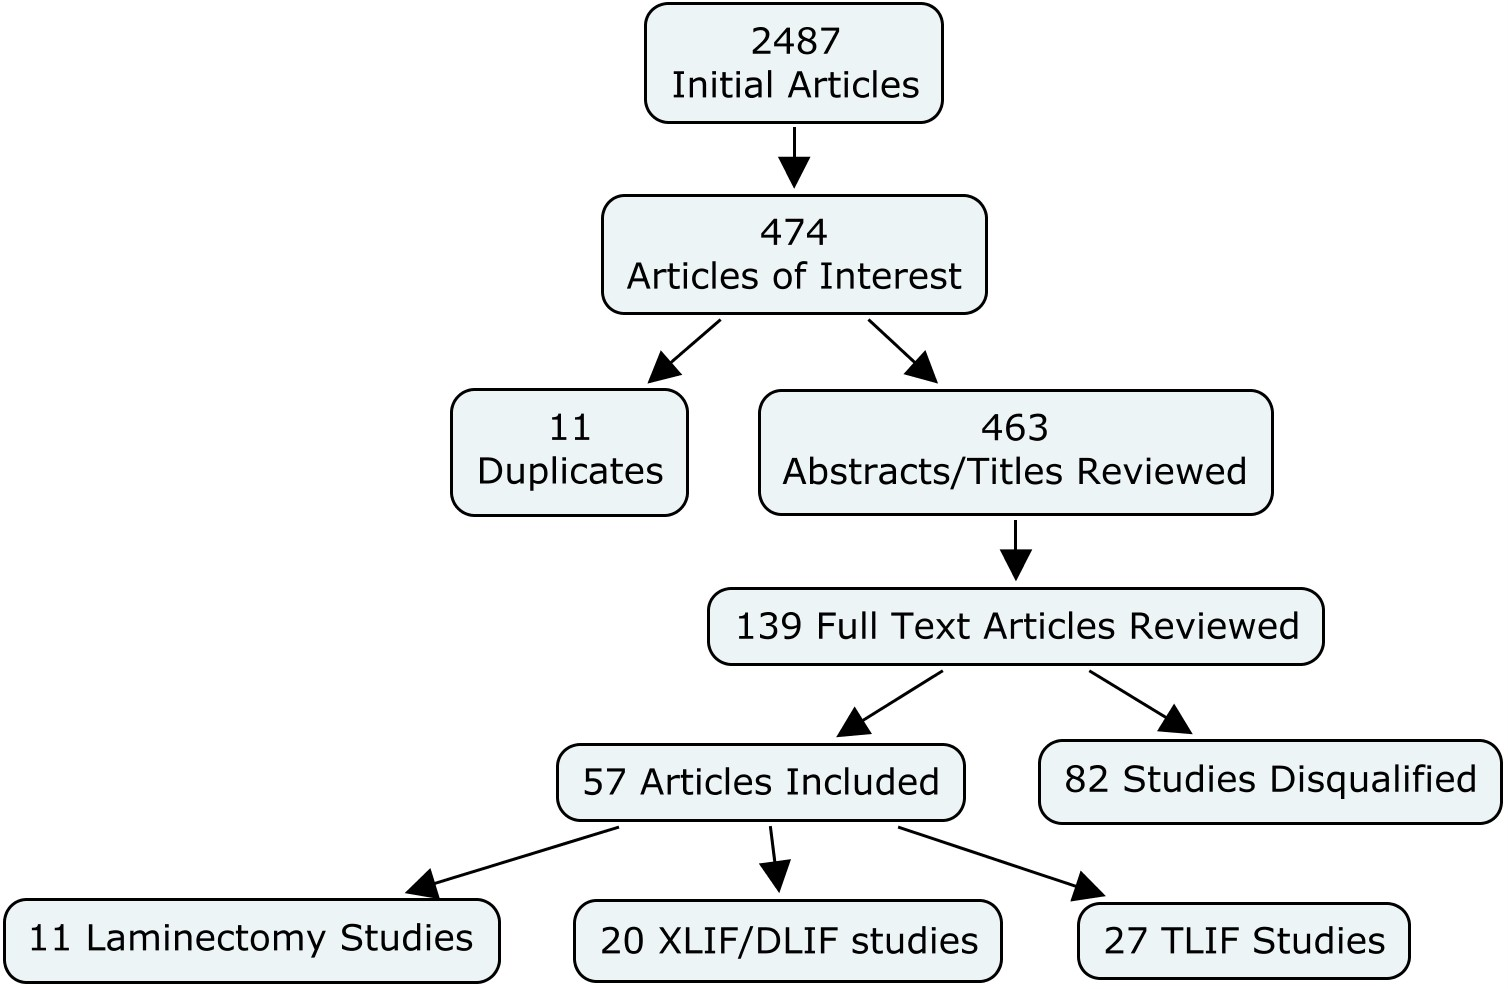 2487
Initial Articles
474
Articles of Interest
11
Duplicates
463
Abstracts/Titles Reviewed
139 Full Text Articles Reviewed
57 Articles Included
82 Studies Disqualified
11 Laminectomy Studies
20 XLIF/DLIF studies
27 TLIF Studies